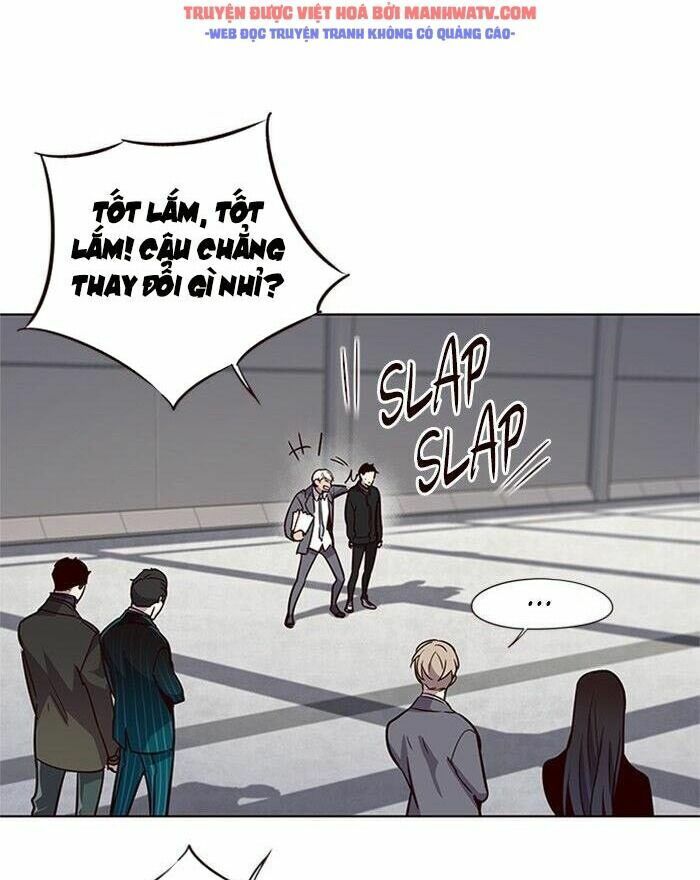 TRUYỆN ĐƯỢC VIỆT HOÁ BỞI MANHWATV.COM
-WEB ĐỌC TRUYỆN TRANH KHÔNG CÓ QUẢNG CÁO-
TỐT LẮM, TỐT
LẮM! CẬU CHẲNG
THAY ĐỔI GÌ NHỈ?
SLAP
SLAP
...